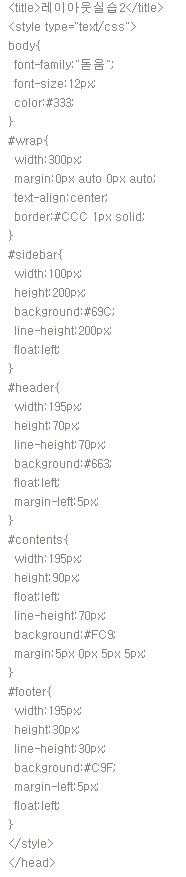 <title>레이아웃실습2</title>
<style type="text/css">
body{
font-family:"돋움";
font-size:12px;
color:#333;
}
#wrap{
width:300px;
margin:0px auto 0px auto;
text-align:center;
border:#CCC 1px solid;
}
#sidebar{
width:100px;
height:200px;
background:#69C;
line-height:200px;
float:left;
}
#header{
width:195px;
height:70px;
line-height:70px;
background:#663;
float:left;
margin-left:5px;
}
#contents{
width:195px;
height:90px;
float:left;
line-height:70px;
background:#FC9;
margin:5px 0px 5px 5px;
}
#footer{
width:195px;
height:30px;
line-height:30px;
background:#C9F;
margin-left:5px;
float:left;
}
</style>
</head>